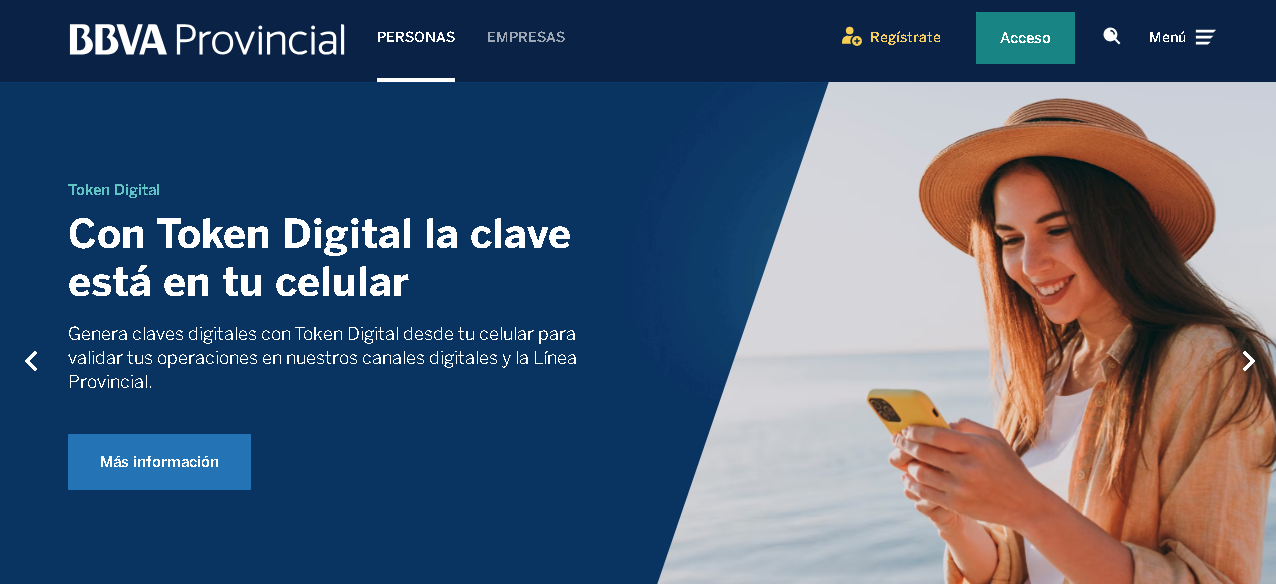 BBVA Provincial
PERSONAS
EMPRESAS
Regístrate
Acceso
Menú
Token Digital
Con Token Digital la clave
está en tu celular
Genera claves digitales con Token Digital desde tu celular para
validar tus operaciones en nuestros canales digitales y la Línea
Provincial.
Más información